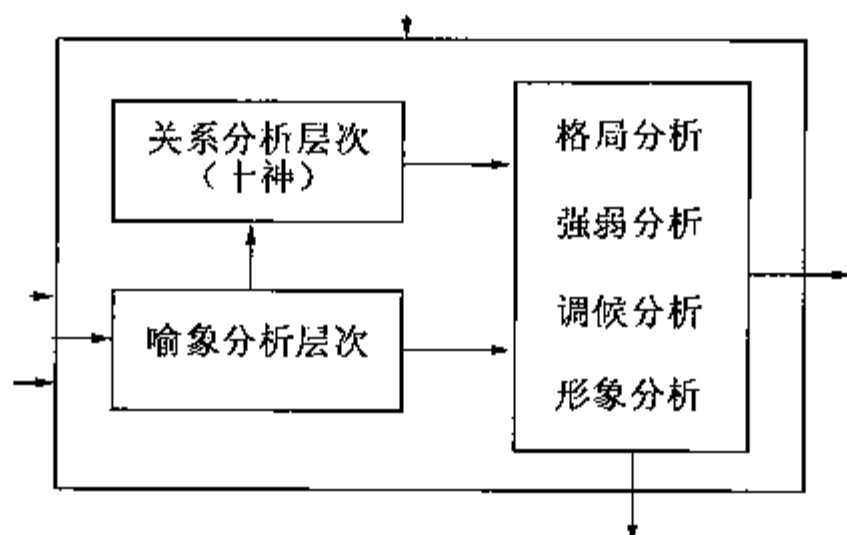 关系分析层次
（十神）
喻象分析层次
格局分析
强弱分析
调候分析
形象分析